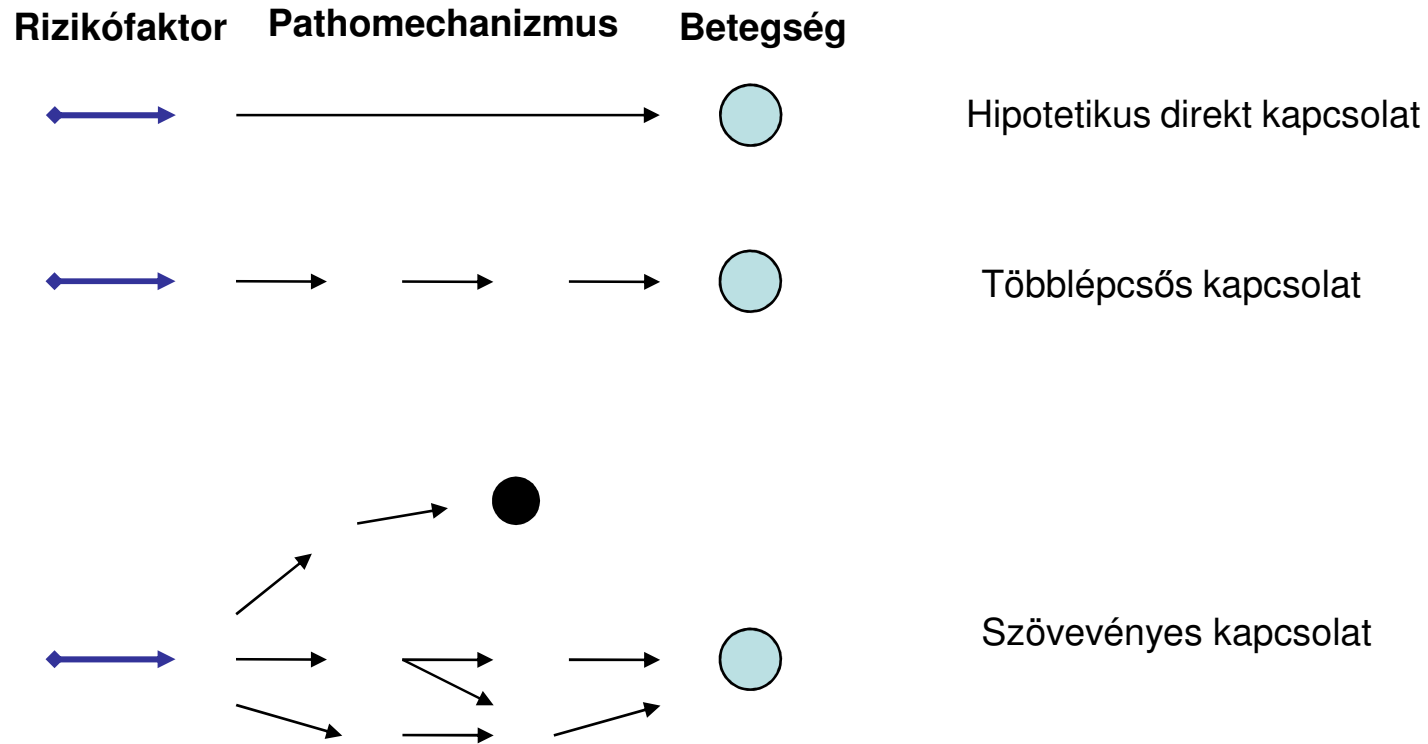 Rizikófaktor Pathomechanizmus Betegség
Hipotetikus direkt kapcsolat
Többlépcsős kapcsolat
Szövevényes kapcsolat